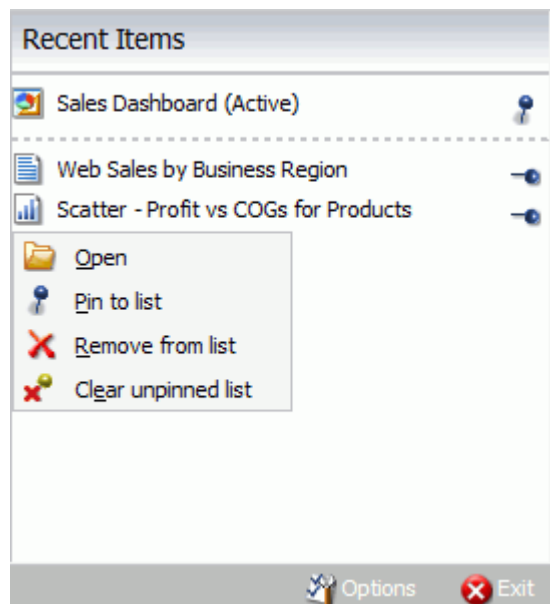 Recent Items
Sales Dashboard (Active)
Web Sales by Business Region
Scatter - Profit vs COGs for Products
Open
Pin to list
Remove from list
Clear unpinned list
Options Exit